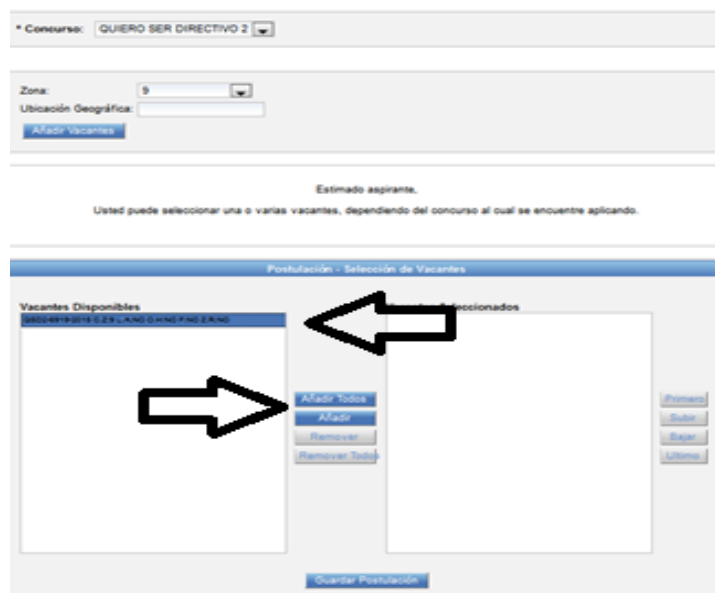 * Concurso: QUIERO SER DIRECTIVO 2
Zona: 9
Ubicación Geográfica:
Añadir Vacantes
Estimado aspirante,
Usted puede seleccionar una o varias vacantes, dependiendo del concurso al cual se encuentre aplicando.
Postulación - Selección de Vacantes
Vacantes Disponibles
Añadir Todos
Añadir
Remover
Remover Todos
Primero
Subir
Bajar
Ultimo
Guardar Postulación